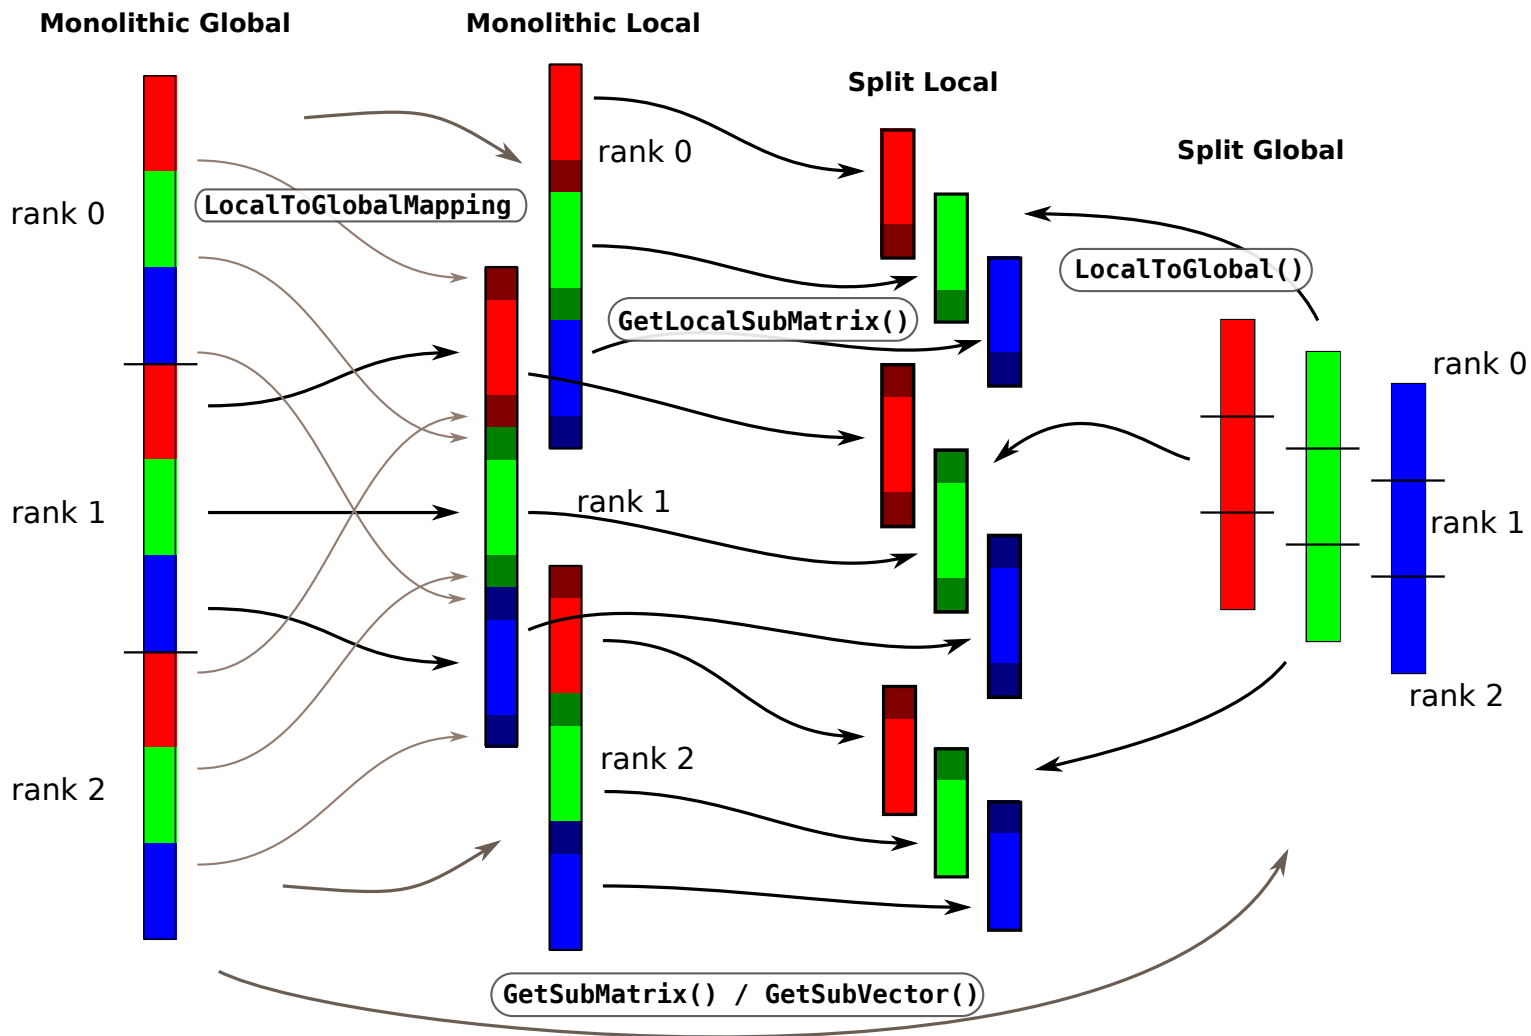 Monolithic Global
Monolithic Local
Split Local
Split Global
rank 0
rank 1
rank 2
LocalToGlobalMapping
rank 0
rank 1
rank 2
GetLocalSubMatrix()
LocalToGlobal()
rank 0
rank 1
rank 2
GetSubMatrix() / GetSubVector()